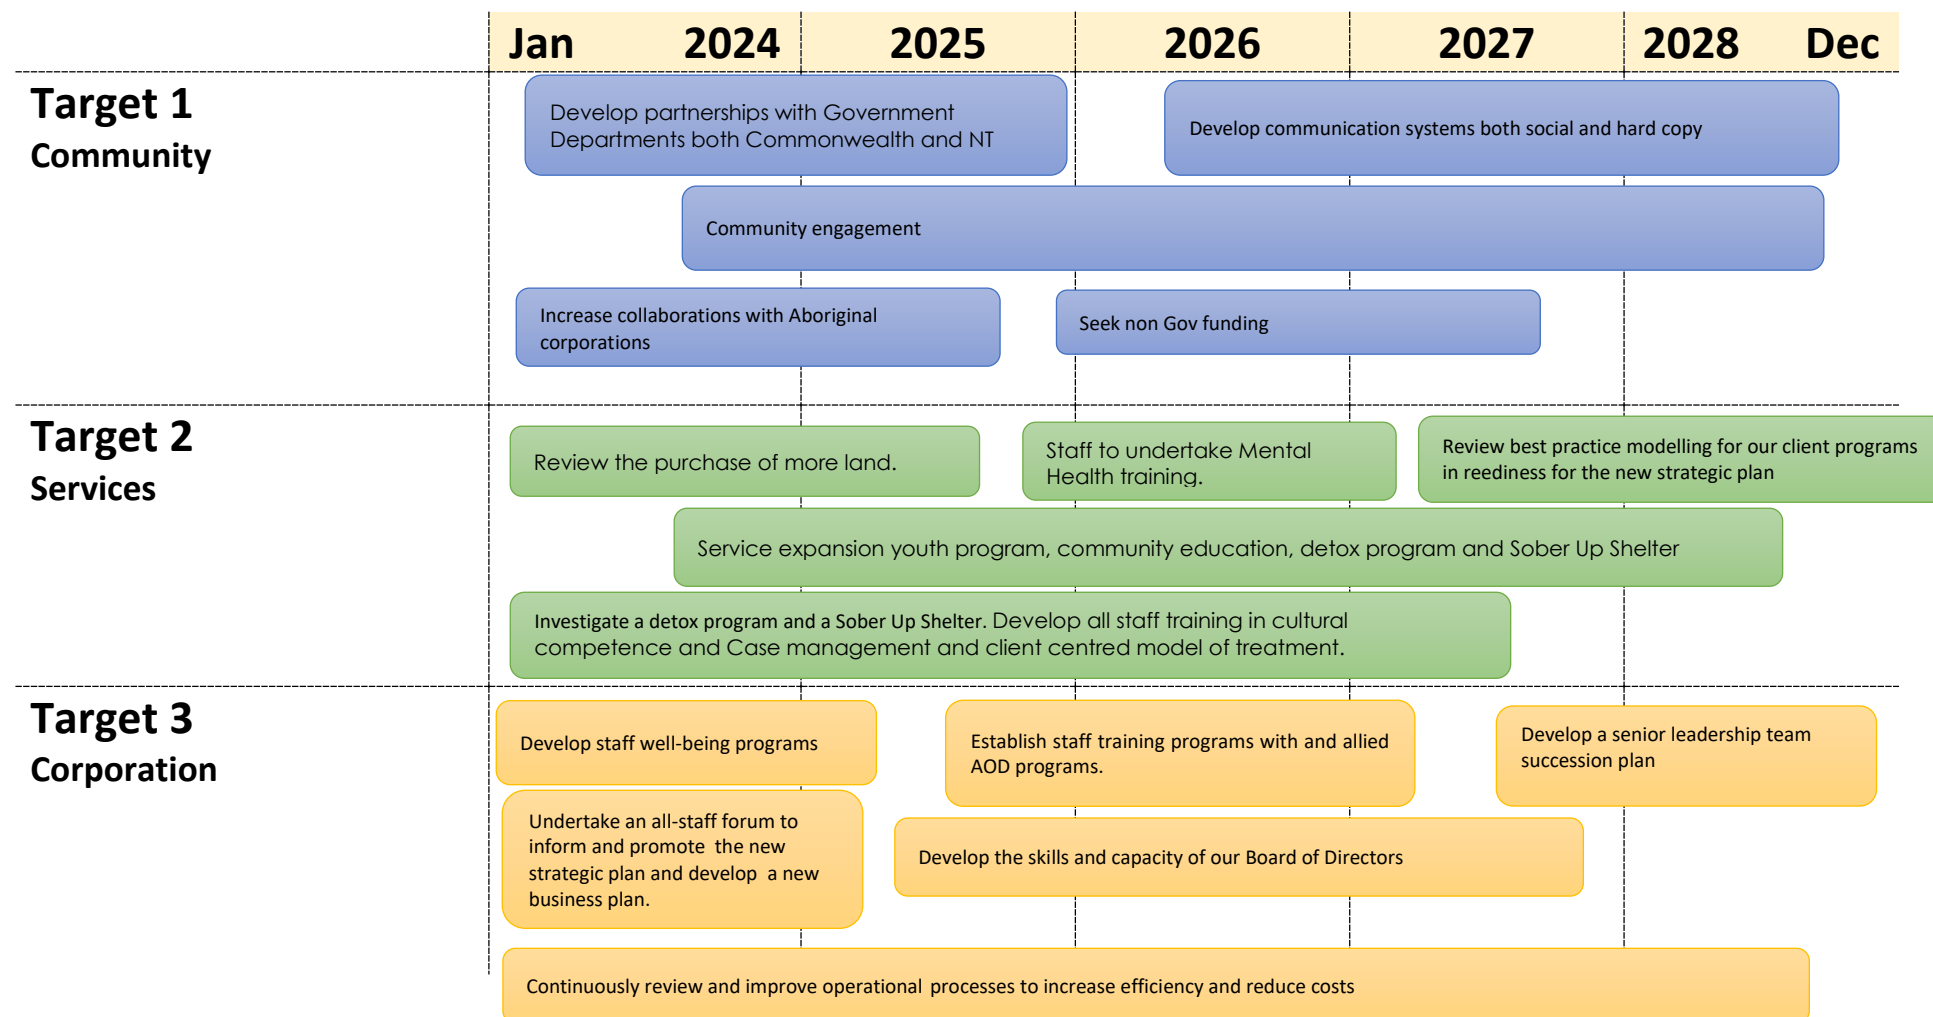 Jan 2024 2025 2026 2027 2028 Dec
Target 1
Community
Develop partnerships with Government
Departments both Commonwealth and NT
Develop communication systems both social and hard copy
Community engagement
Increase collaborations with Aboriginal
corporations
Seek non Gov funding
Target 2
Services
Review the purchase of more land.
Staff to undertake Mental
Health training.
Review best practice modelling for our client programs
in reediness for the new strategic plan
Service expansion youth program, community education, detox program and Sober Up Shelter
Investigate a detox program and a Sober Up Shelter. Develop all staff training in cultural
competence and Case management and client centred model of treatment.
Target 3
Corporation
Develop staff well-being programs
Establish staff training programs with and allied
AOD programs.
Develop a senior leadership team
succession plan
Undertake an all-staff forum to
inform and promote the new
strategic plan and develop a new
business plan.
Develop the skills and capacity of our Board of Directors
Continuously review and improve operational processes to increase efficiency and reduce costs